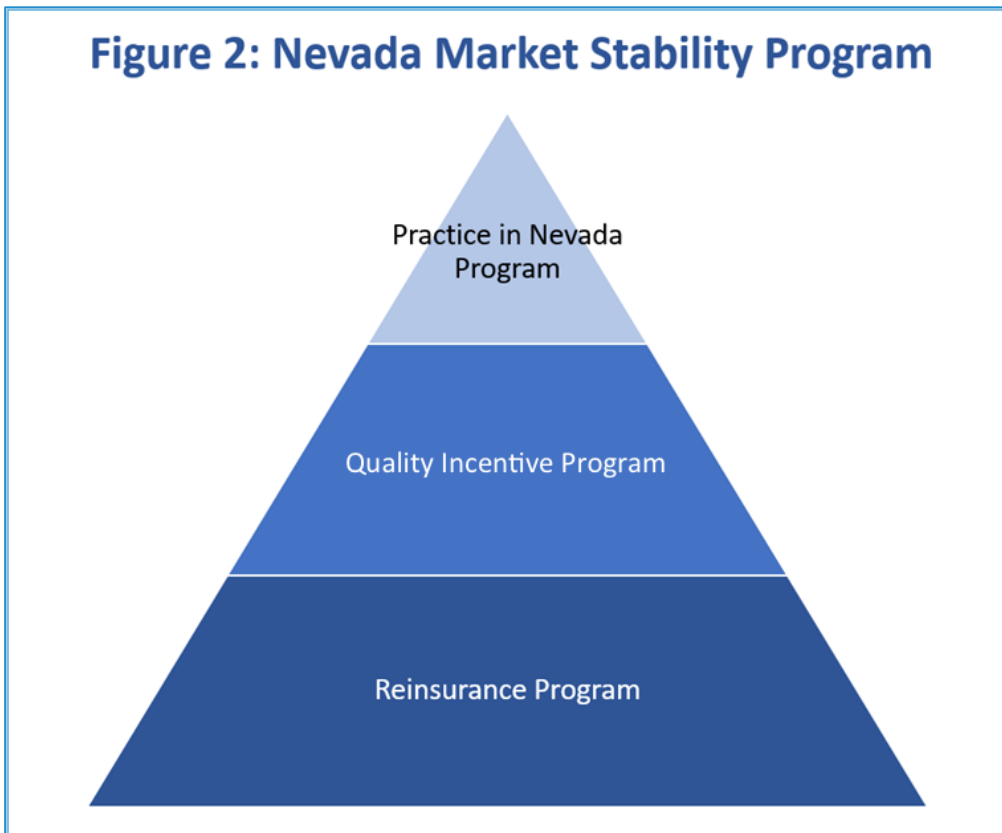 Figure 2: Nevada Market Stability Program
Practice in Nevada
Program
Quality Incentive Program
Reinsurance Program